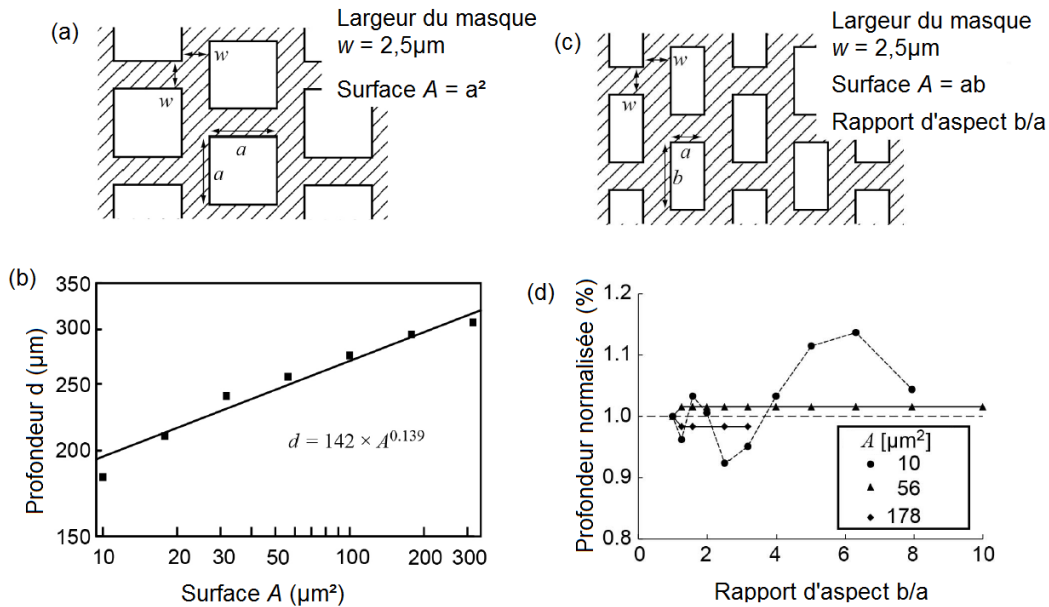 (a)
w
w
a
a
Largeur du masque
w = 2,5µm
Surface A = a²
(c)
w
w
a
b
Largeur du masque
w = 2,5µm
Surface A = ab
Rapport d'aspect b/a
(b)
Profondeur d (µm)
350
300
250
200
150
d = 142 × A^0.139
10 20 30 100 200 300
Surface A (µm²)
(d)
Profondeur normalisée (%)
1.2
1.1
1.0
0.9
0.8
A [µm²]
10
56
178
0 2 4 6 8 10
Rapport d'aspect b/a